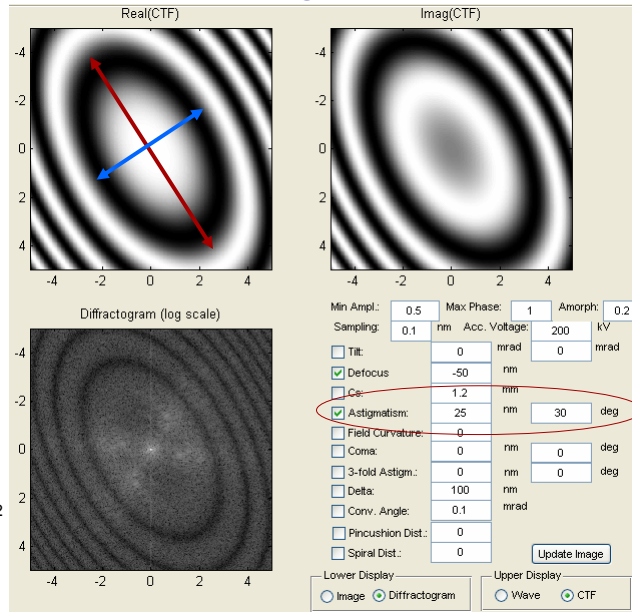 Real(CTF)
Imag(CTF)
-4
-2
0
2
4
-4 -2 0 2 4
-4
-2
0
2
4
-4 -2 0 2 4
Diffractogram (log scale)
-4
-2
0
2
4
-4 -2 0 2 4
Min Ampl.: 0.5 Max Phase: 1 Amorph: 0.2
Sampling: 0.1 nm Acc. Voltage: 200 kV
Tilt: 0 mrad 0 mrad
Defocus -50 nm
Cs: 1.2 mm
Astigmatism: 25 nm 30 deg
Field Curvature: 0
Coma: 0 nm 0 deg
3-fold Astigm.: 0 nm 0 deg
Delta: 100 nm
Conv. Angle: 0.1 mrad
Pincushion Dist.: 0
Spiral Dist.: 0 Update Image
Lower Display Upper Display
Image Diffractogram Wave CTF